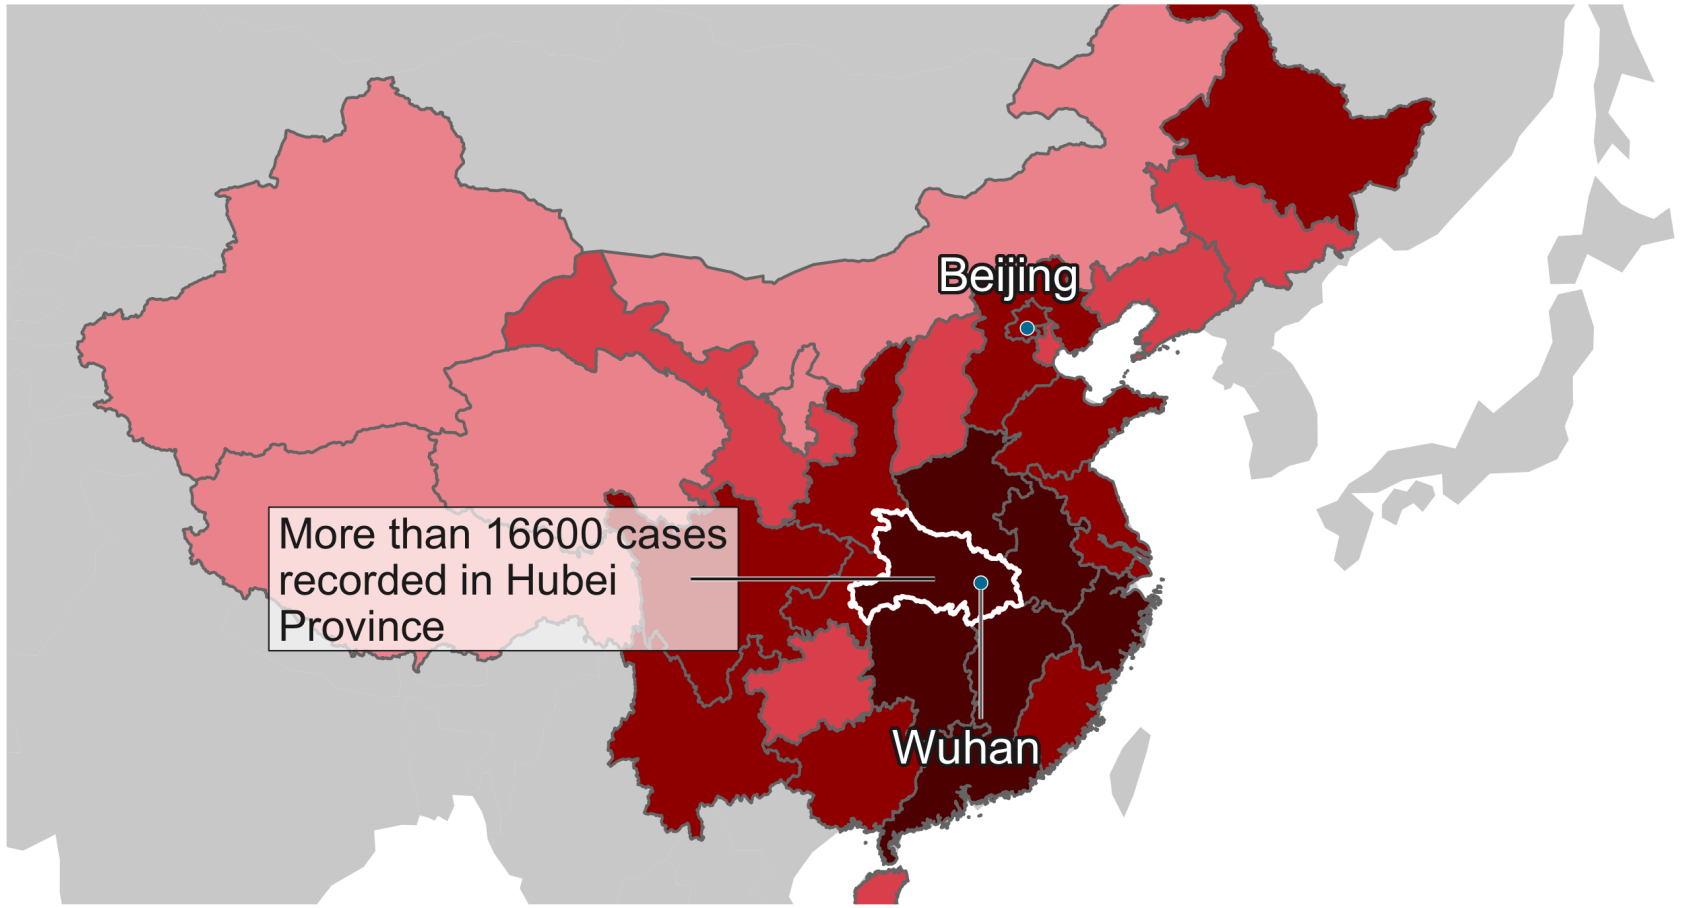 Beijing
More than 16600 cases
recorded in Hubei
Province
Wuhan